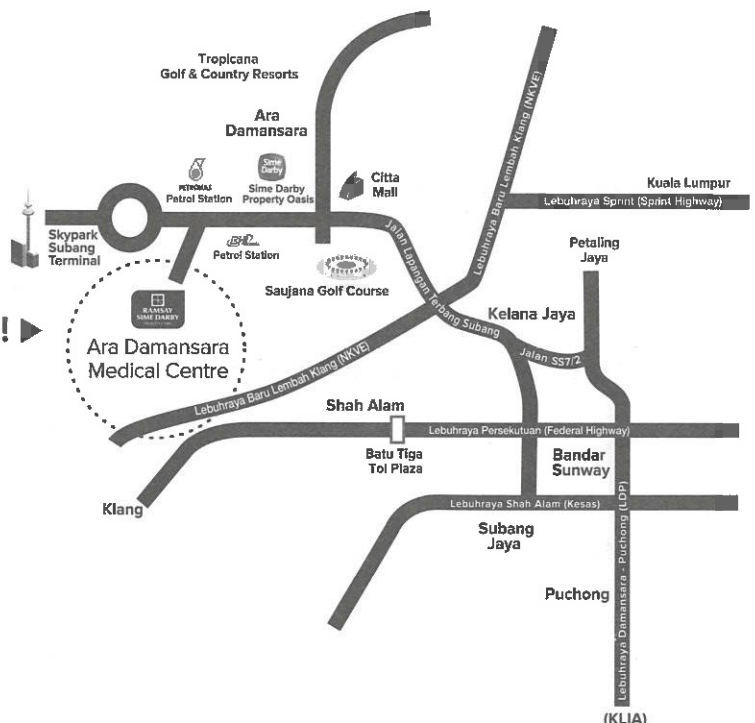 Tropicana
Golf & Country Resorts
Ara
Damansara
Sime
Darby
PETRONAS
Petrol Station
Sime Darby
Property Oasis
Citta
Mall
Skypark
Subang
Terminal
Petrol Station
Saujana Golf Course
Lebuhraya Baru Lembah Klang (NKVE)
Kuala Lumpur
Lebuhraya Sprint (Sprint Highway)
Petaling
Jaya
Jalan Lapangan Terbang Subang
Kelana Jaya
Jalan SS7/2
RAMSAY
SIME DARBY
!
Ara Damansara
Medical Centre
Lebuhraya Baru Lembah Klang (NKVE)
Shah Alam
Lebuhraya Persekutuan (Federal Highway)
Batu Tiga
Tol Plaza
Bandar
Sunway
Klang
Lebuhraya Shah Alam (Kesas)
Subang
Jaya
Puchong
Lebuhraya Damansara - Puchong (LDP)
(KLIA)